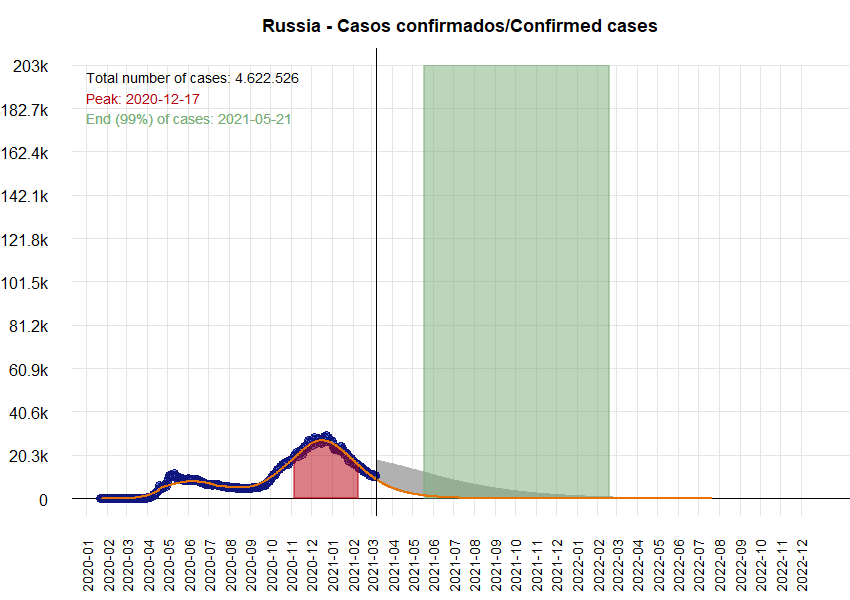 Russia - Casos confirmados/Confirmed cases
Total number of cases: 4.622.526
Peak: 2020-12-17
End (99%) of cases: 2021-05-21
203k
182.7k
162.4k
142.1k
121.8k
101.5k
81.2k
60.9k
40.6k
20.3k
0
2020-01
2020-02
2020-03
2020-04
2020-05
2020-06
2020-07
2020-08
2020-09
2020-10
2020-11
2020-12
2021-01
2021-02
2021-03
2021-04
2021-05
2021-06
2021-07
2021-08
2021-09
2021-10
2021-11
2021-12
2022-01
2022-02
2022-03
2022-04
2022-05
2022-06
2022-07
2022-08
2022-09
2022-10
2022-11
2022-12